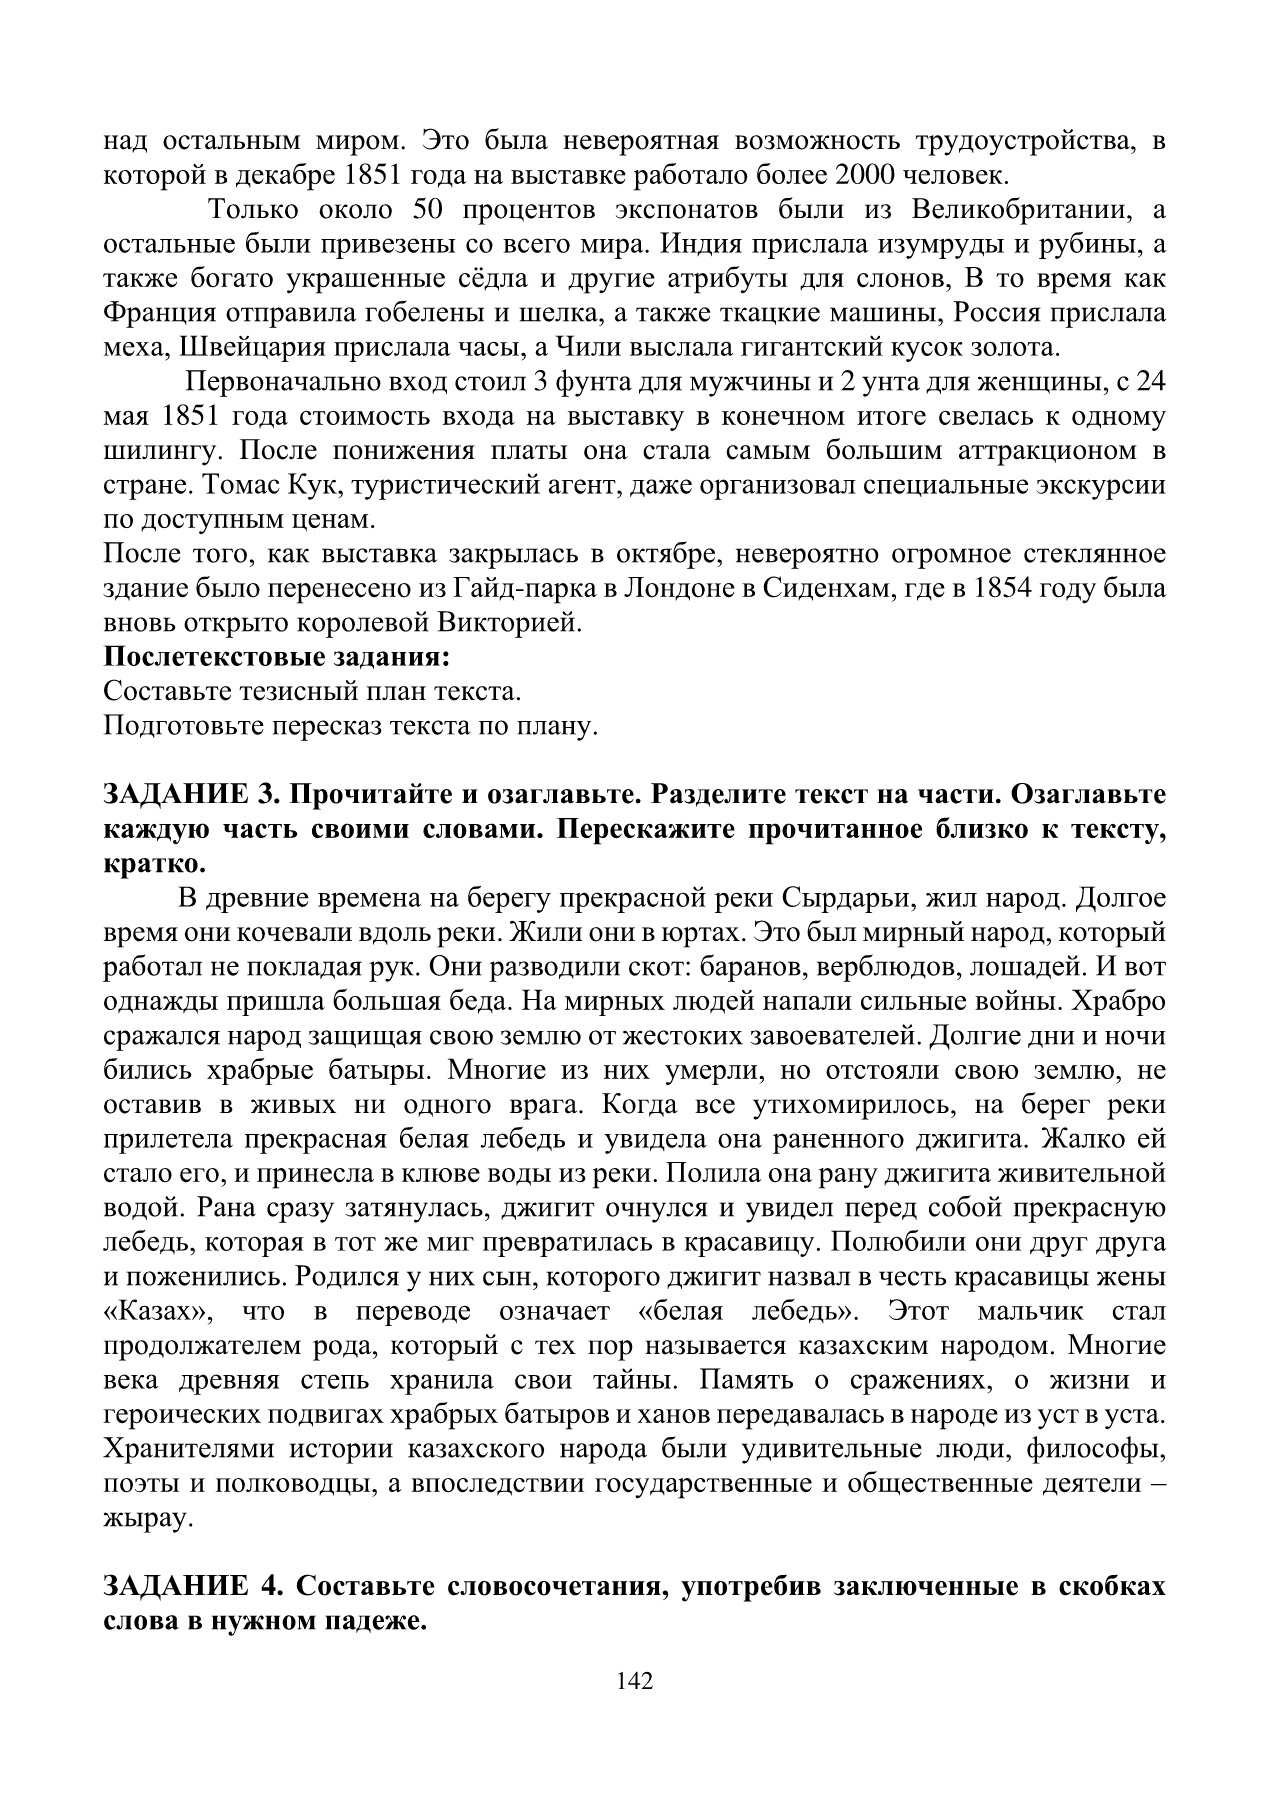 над остальным миром. Это была невероятная возможность трудоустройства, в
которой в декабре 1851 года на выставке работало более 2000 человек.
Только около 50 процентов экспонатов были из Великобритании, а
остальные были привезены со всего мира. Индия прислала изумруды и рубины, а
также богато украшенные сёдла и другие атрибуты для слонов, В то время как
Франция отправила гобелены и шелка, а также ткацкие машины, Россия прислала
меха, Швейцария прислала часы, а Чили выслала гигантский кусок золота.
Первоначально вход стоил 3 фунта для мужчины и 2 унта для женщины, с 24
мая 1851 года стоимость входа на выставку в конечном итоге свелась к одному
шилингу. После понижения платы она стала самым большим аттракционом в
стране. Томас Кук, туристический агент, даже организовал специальные экскурсии
по доступным ценам.
После того, как выставка закрылась в октябре, невероятно огромное стеклянное
здание было перенесено из Гайд-парка в Лондоне в Сиденхам, где в 1854 году была
вновь открыто королевой Викторией.
Послетекстовые задания:
Составьте тезисный план текста.
Подготовьте пересказ текста по плану.
ЗАДАНИЕ 3. Прочитайте и озаглавьте. Разделите текст на части. Озаглавьте
каждую часть своими словами. Перескажите прочитанное близко к тексту,
кратко.
В древние времена на берегу прекрасной реки Сырдарьи, жил народ. Долгое
время они кочевали вдоль реки. Жили они в юртах. Это был мирный народ, который
работал не покладая рук. Они разводили скот: баранов, верблюдов, лошадей. И вот
однажды пришла большая беда. На мирных людей напали сильные войны. Храбро
сражался народ защищая свою землю от жестоких завоевателей. Долгие дни и ночи
бились храбрые батыры. Многие из них умерли, но отстояли свою землю, не
оставив в живых ни одного врага. Когда все утихомирилось, на берег реки
прилетела прекрасная белая лебедь и увидела она раненного джигита. Жалко ей
стало его, и принесла в клюве воды из реки. Полила она рану джигита живительной
водой. Рана сразу затянулась, джигит очнулся и увидел перед собой прекрасную
лебедь, которая в тот же миг превратилась в красавицу. Полюбили они друг друга
и поженились. Родился у них сын, которого джигит назвал в честь красавицы жены
«Казах», что в переводе означает «белая лебедь». Этот мальчик стал
продолжателем рода, который с тех пор называется казахским народом. Многие
века древняя степь хранила свои тайны. Память о сражениях, о жизни и
героических подвигах храбрых батыров и ханов передавалась в народе из уст в уста.
Хранителями истории казахского народа были удивительные люди, философы,
поэты и полководцы, а впоследствии государственные и общественные деятели –
жырау.
ЗАДАНИЕ 4. Составьте словосочетания, употребив заключенные в скобках
слова в нужном падеже.
142